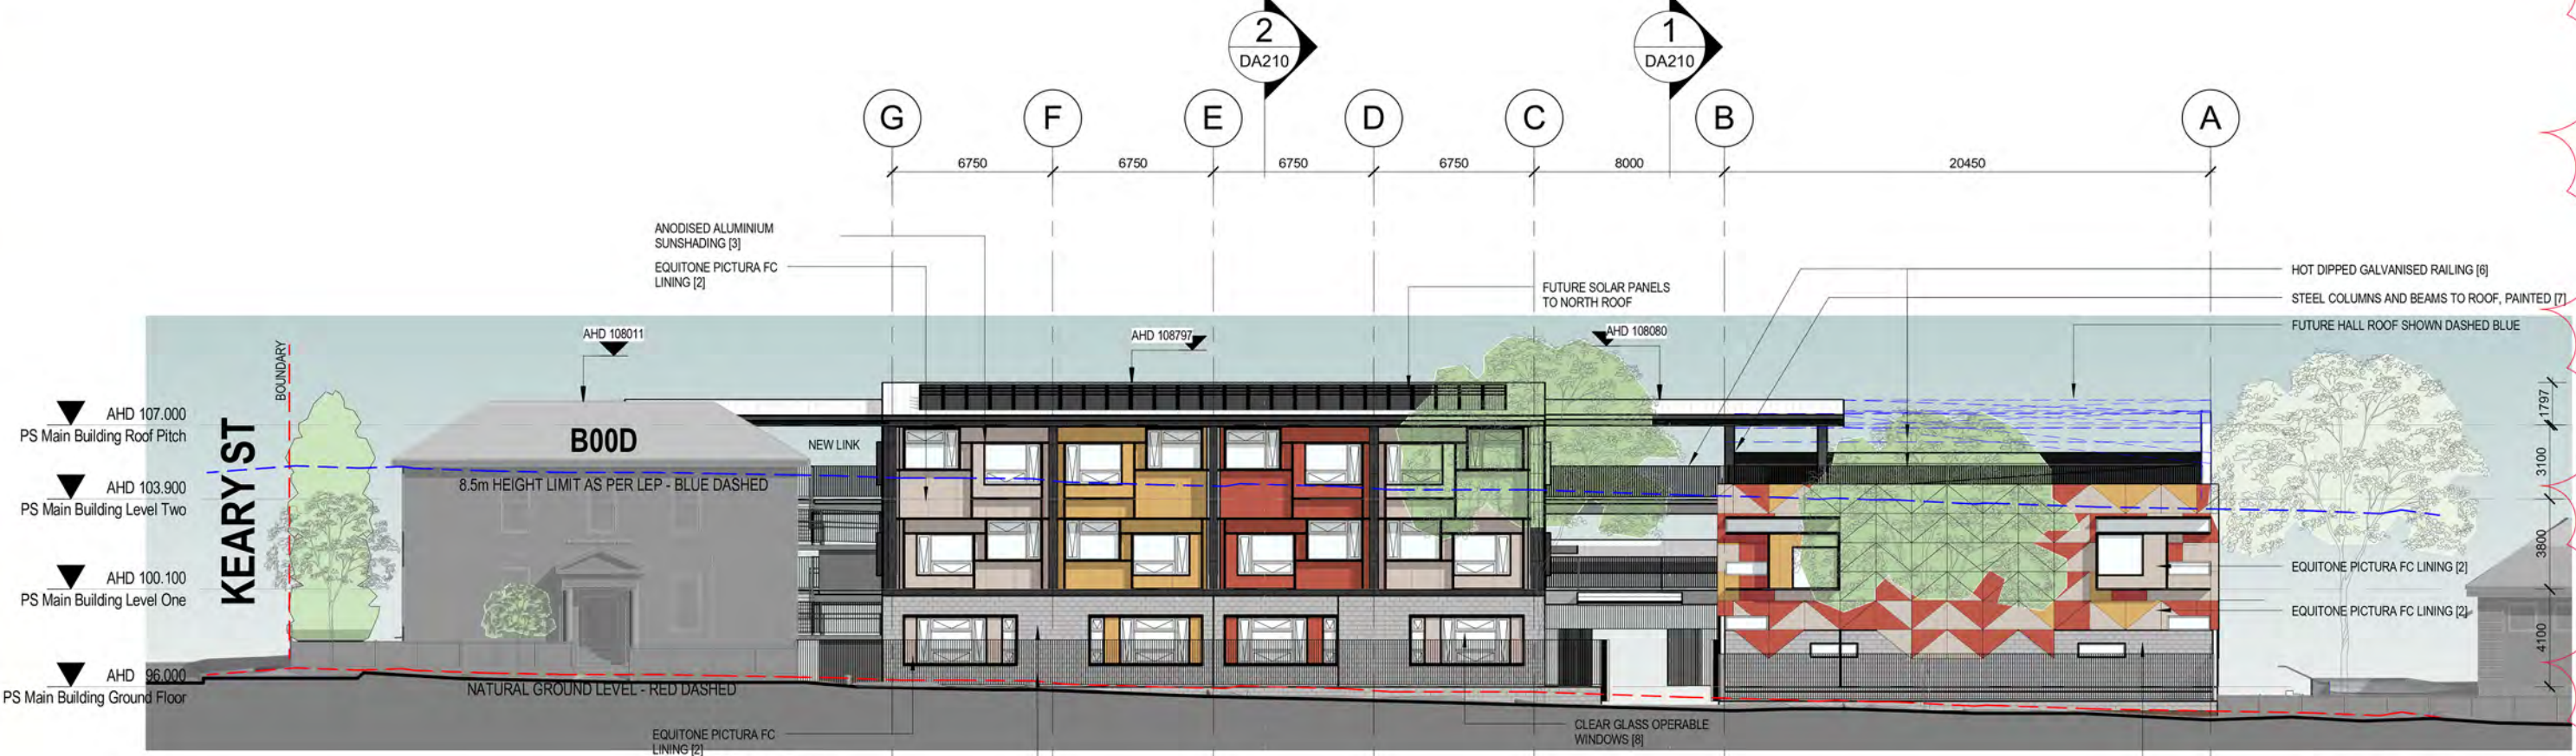 2
DA210
1
DA210
G
F
E
D
C
B
A
6750
6750
6750
6750
8000
20450
ANODISED ALUMINIUM
SUNSHADING [3]
EQUITONE PICTURA FC
LINING [2]
FUTURE SOLAR PANELS
TO NORTH ROOF
HOT DIPPED GALVANISED RAILING [6]
STEEL COLUMNS AND BEAMS TO ROOF, PAINTED [7]
FUTURE HALL ROOF SHOWN DASHED BLUE
AHD 108011
AHD 108797
AHD 108080
BOUNDARY
KEARY ST
AHD 107.000
PS Main Building Roof Pitch
B00D
NEW LINK
8.5m HEIGHT LIMIT AS PER LEP - BLUE DASHED
AHD 103.900
PS Main Building Level Two
AHD 100.100
PS Main Building Level One
AHD 96.000
PS Main Building Ground Floor
NATURAL GROUND LEVEL - RED DASHED
1797
3100
3800
4100
EQUITONE PICTURA FC LINING [2]
EQUITONE PICTURA FC LINING [2]
EQUITONE PICTURA FC
LINING [2]
CLEAR GLASS OPERABLE
WINDOWS [8]